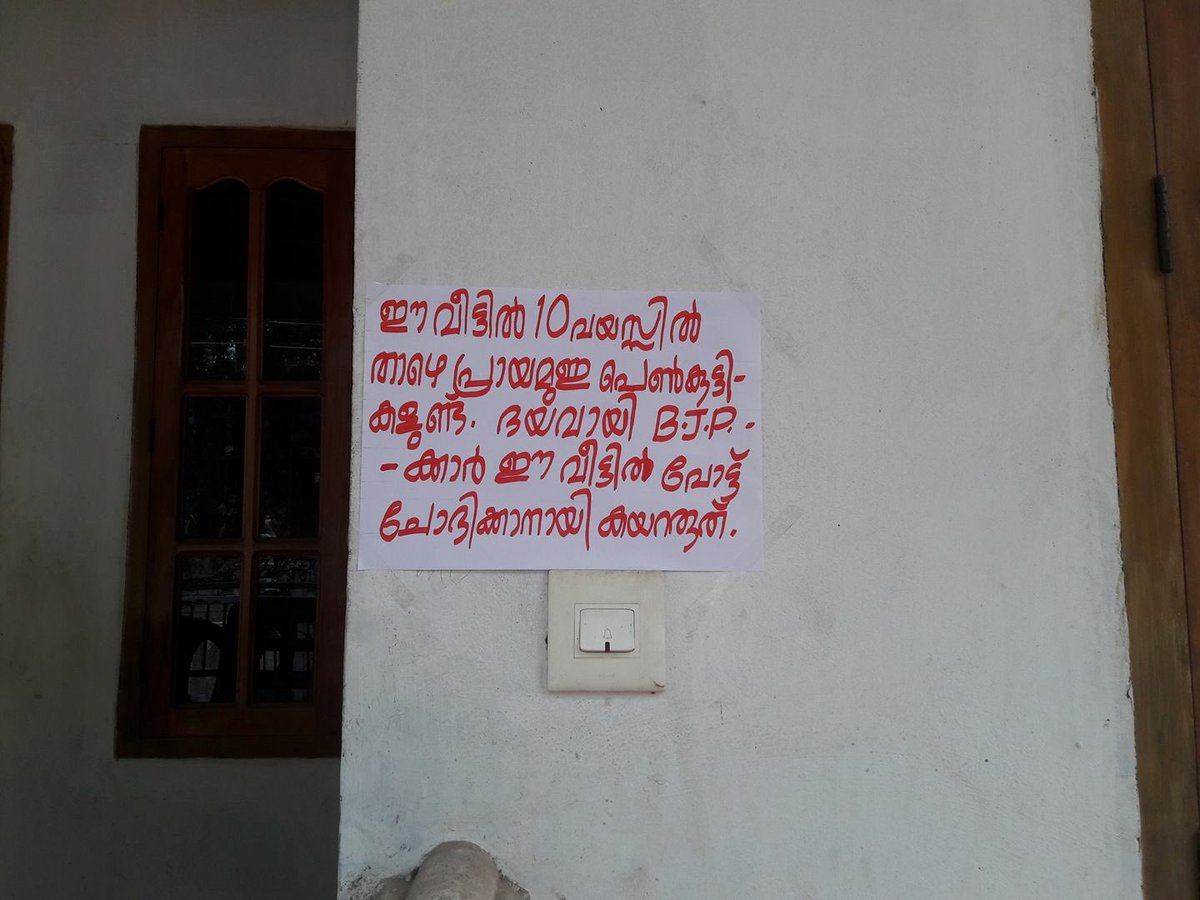 ഈ വീട്ടിൽ 10 വയസ്സിൽ
താഴെ പ്രായമുള്ള പെൺകുട്ടി-
കളുണ്ട്. ദയവായി B.J.P. -
-ക്കാർ ഈ വീട്ടിൽ വോട്ട്
ചോദിക്കാനായി കയറരുത്.